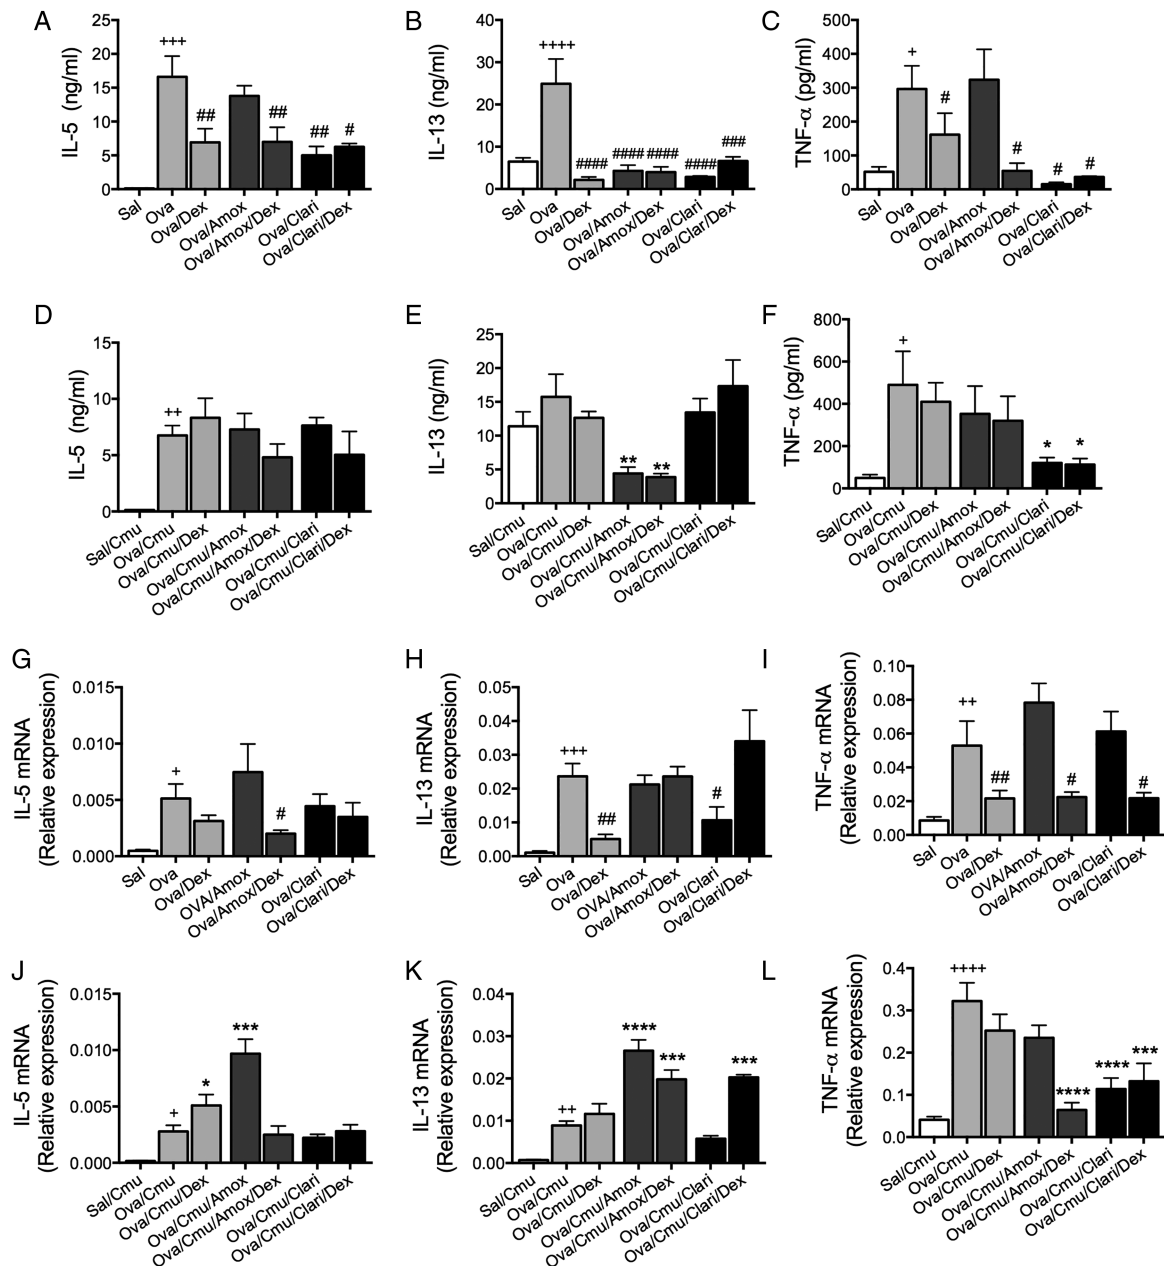 A
IL-5 (ng/ml)
25
20
15
10
5
0
+++
##
##
##
#
Sal
Ova
Ova/Dex
Ova/Amox
Ova/Amox/Dex
Ova/Clari
Ova/Clari/Dex
B
IL-13 (ng/ml)
40
30
20
10
0
++++
####
####
####
####
###
Sal
Ova
Ova/Dex
Ova/Amox
Ova/Amox/Dex
Ova/Clari
Ova/Clar/Dex
C
TNF-α (pg/ml)
500
400
300
200
100
0
+
#
#
#
#
Sal
Ova
Ova/Dex
Ova/Amox
Ova/Amox/Dex
Ova/Clari
Ova/Clari/Dex
D
IL-5 (ng/ml)
15
10
5
0
++
Sal/Cmu
Ova/Cmu
Ova/Cmu/Dex
Ova/Cmu/Amox
Ova/Cmu/Amox/Dex
Ova/Cmu/Clari
Ova/Cmu/Clari/Dex
E
IL-13 (ng/ml)
25
20
15
10
5
0
**
**
Sal/Cmu
Ova/Cmu
Ova/Cmu/Dex
Ova/Cmu/Amox
Ova/Cmu/Amox/Dex
Ova/Cmu/Clari
Ova/Cmu/Clari/Dex
F
TNF-α (pg/ml)
800
600
400
200
0
+
*
*
Sal/Cmu
Ova/Cmu
Ova/Cmu/Dex
Ova/Cmu/Amox
Ova/Cmu/Amox/Dex
Ova/Cmu/Clari
Ova/Cmu/Clari/Dex
G
IL-5 mRNA
(Relative expression)
0.015
0.010
0.005
0.000
+
#
Sal
Ova
Ova/Dex
OVA/Amox
Ova/Amox/Dex
Ova/Clari
Ova/Clari/Dex
H
IL-13 mRNA
(Relative expression)
0.05
0.04
0.03
0.02
0.01
0.00
+++
##
#
Sal
Ova
Ova/Dex
OVA/Amox
Ova/Amox/Dex
Ova/Clari
Ova/Clari/Dex
I
TNF-α mRNA
(Relative expression)
0.10
0.08
0.06
0.04
0.02
0.00
++
##
#
#
Sal
Ova
Ova/Dex
OVA/Amox
Ova/Amox/Dex
Ova/Clari
Ova/Clari/Dex
J
IL-5 mRNA
(Relative expression)
0.015
0.010
0.005
0.000
+
*
***
Sal/Cmu
Ova/Cmu
Ova/Cmu/Dex
Ova/Cmu/Amox
Ova/Cmu/Amox/Dex
Ova/Cmu/Clari
Ova/Cmu/Clari/Dex
K
IL-13 mRNA
(Relative expression)
0.04
0.03
0.02
0.01
0.00
++
****
***
***
Sal/Cmu
Ova/Cmu
Ova/Cmu/Dex
Ova/Cmu/Amox
Ova/Cmu/Amox/Dex
Ova/Cmu/Clari
Ova/Cmu/Clari/Dex
L
TNF-α mRNA
(Relative expression)
0.4
0.3
0.2
0.1
0.0
++++
****
****
***
Sal/Cmu
Ova/Cmu
Ova/Cmu/Dex
Ova/Cmu/Amox
Ova/Cmu/Amox/Dex
Ova/Cmu/Clari
Ova/Cmu/Clari/Dex